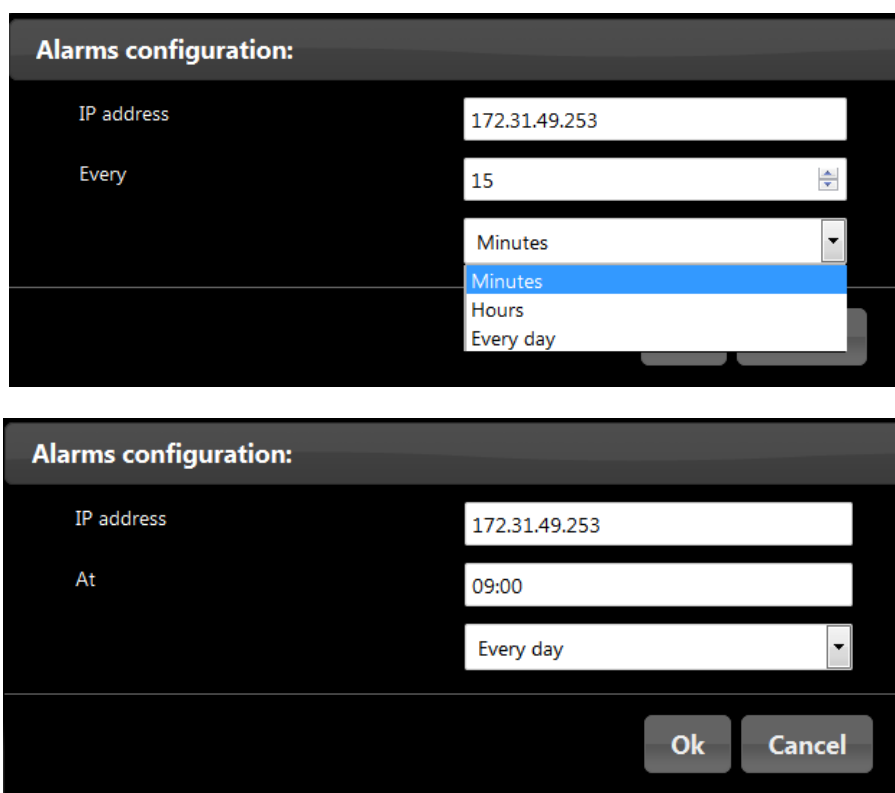 Alarms configuration:
IP address
172.31.49.253
Every
15
Minutes
Minutes
Hours
Every day
Alarms configuration:
IP address
172.31.49.253
At
09:00
Every day
Ok
Cancel